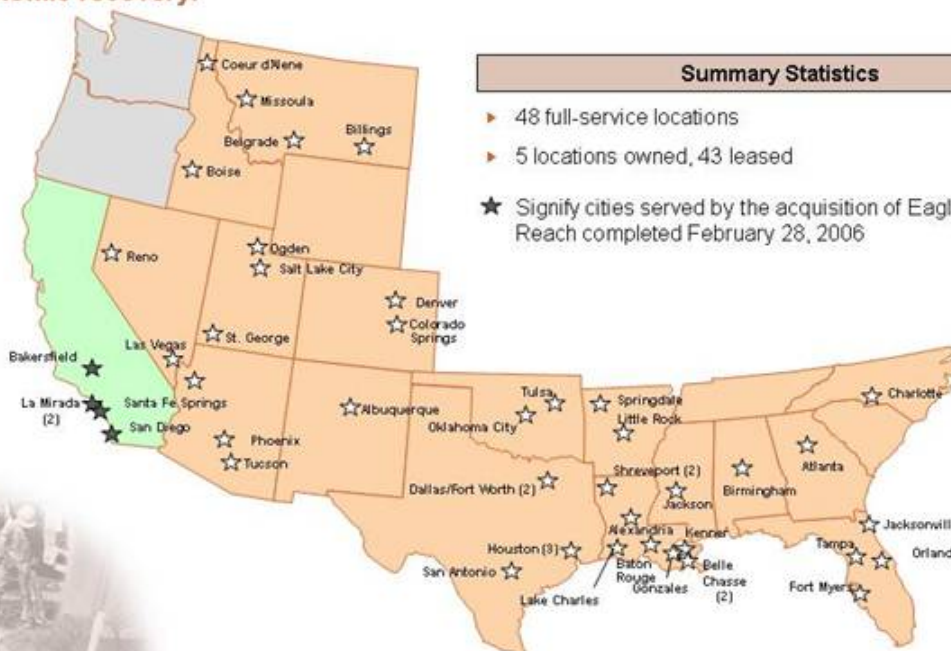 Summary Statistics
▸ 48 full-service locations
▸ 5 locations owned, 43 leased
★ Signify cities served by the acquisition of Eagl
Reach completed February 28, 2006
Coeur d'Nene
Missoula
Belgrade
Billings
Boise
Reno
Ogden
Salt Lake City
Denver
Colorado
Springs
Las Vegas
St. George
Bakersfield
La Mirada
(2)
Santa Fe Springs
San Diego
Phoenix
Tucson
Albuquerque
Tulsa
Oklahoma City
Springdale
Little Rock
Charlotte
Dallas/Fort Worth (2)
Shreveport (2)
Jackson
Birmingham
Atlanta
Houston (3)
San Antonio
Alexandria
Kenner
Baton
Rouge
Gonzales
Belle
Chasse
(2)
Lake Charles
Jacksonvill
Tampa
Orland
Fort Myers